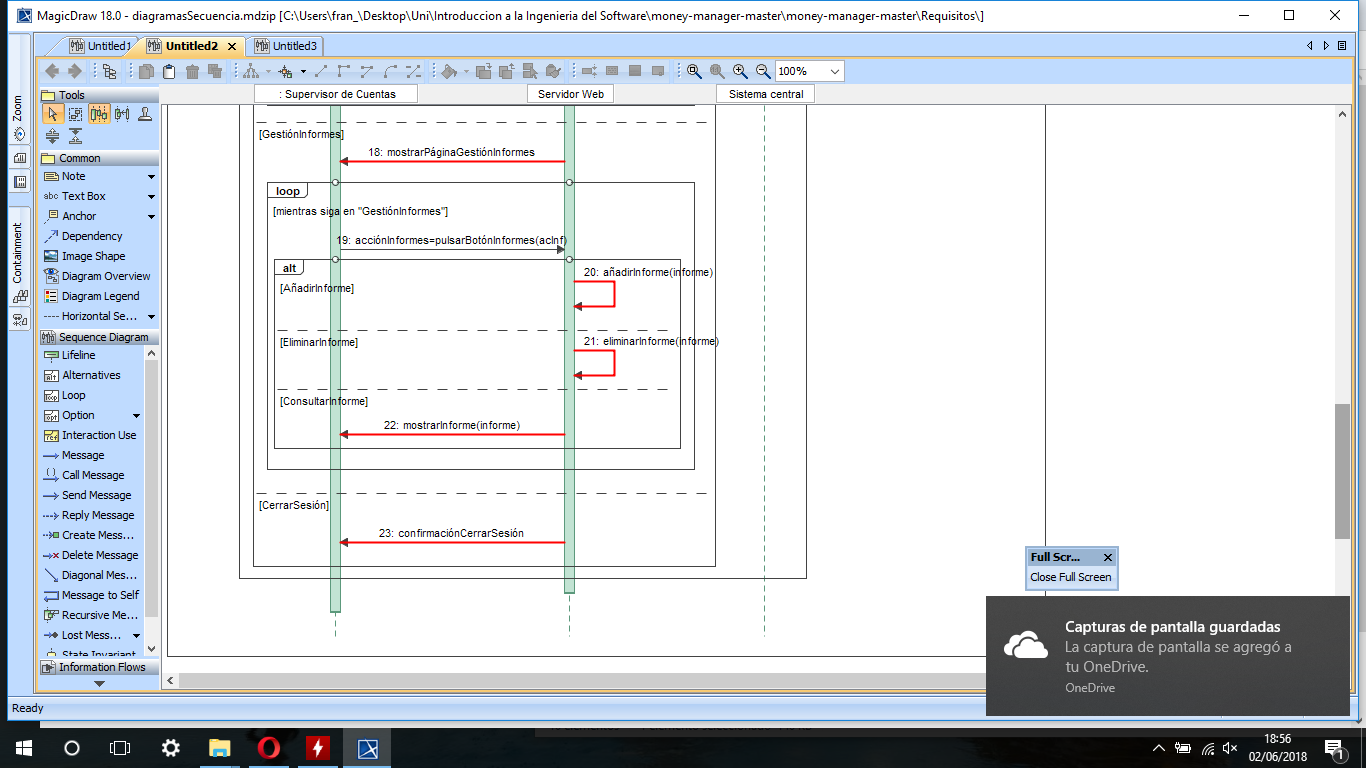 MagicDraw 18.0 - diagramasSecuencia.mdzip [C:\Users\fran_\Desktop\Uni\Introduccion a la Ingenieria del Software\money-manager-master\money-manager-master\Requisitos\]
Untitled1
Untitled2
Untitled3
100%
Zoom
Containment
Tools
Common
Note
abc Text Box
Anchor
Dependency
Image Shape
Diagram Overview
Diagram Legend
Horizontal Se...
Sequence Diagram
Lifeline
Alternatives
Loop
Option
Interaction Use
Message
Call Message
Send Message
Reply Message
Create Mess...
Delete Message
Diagonal Mes...
Message to Self
Recursive Me...
Lost Mess...
State Invariant
Information Flows
: Supervisor de Cuentas
Servidor Web
Sistema central
[GestiónInformes]
18: mostrarPáginaGestiónInformes
loop
[mientras siga en "GestiónInformes"]
19: acciónInformes=pulsarBotónInformes(acInf)
alt
20: añadirInforme(informe)
[AñadirInforme]
21: eliminarInforme(informe)
[EliminarInforme]
[ConsultarInforme]
22: mostrarInforme(informe)
[CerrarSesión]
23: confirmaciónCerrarSesión
Full Scr...
Close Full Screen
Capturas de pantalla guardadas
La captura de pantalla se agregó a
tu OneDrive.
OneDrive
Ready
18:56
02/06/2018
1